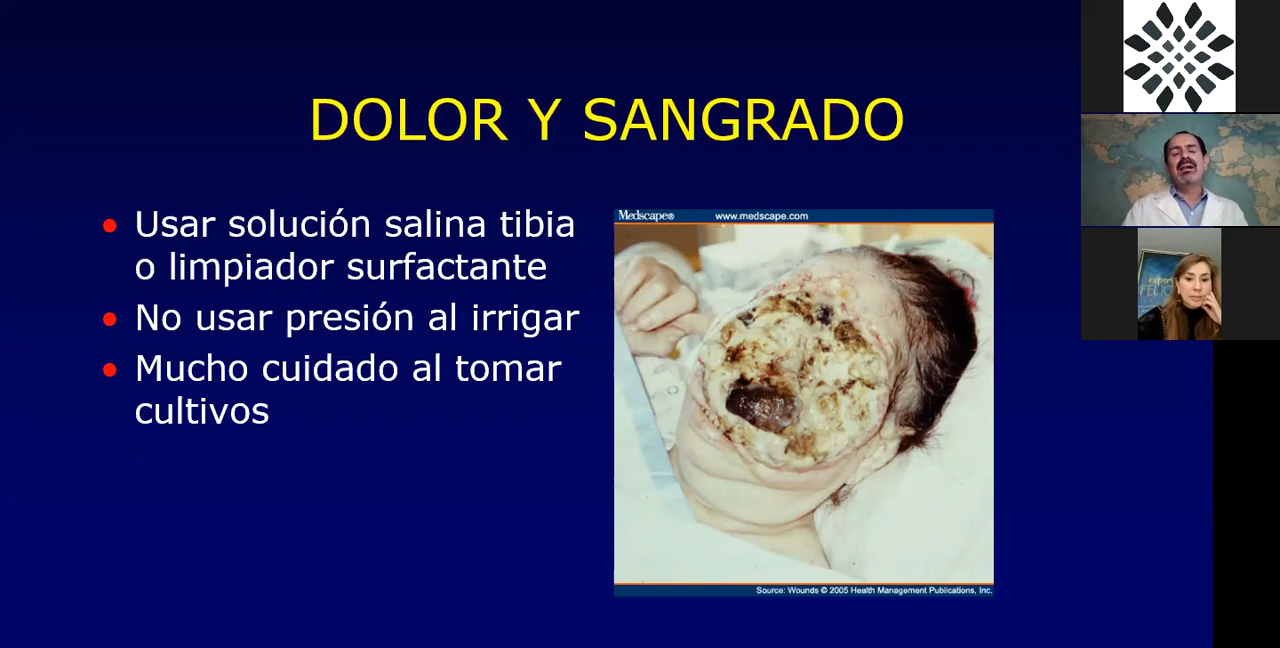 DOLOR Y SANGRADO
• Usar solución salina tibia
o limpiador surfactante
• No usar presión al irrigar
• Mucho cuidado al tomar
cultivos
Medscape® www.medscape.com
Source: Wounds © 2005 Health Management Publications, Inc.